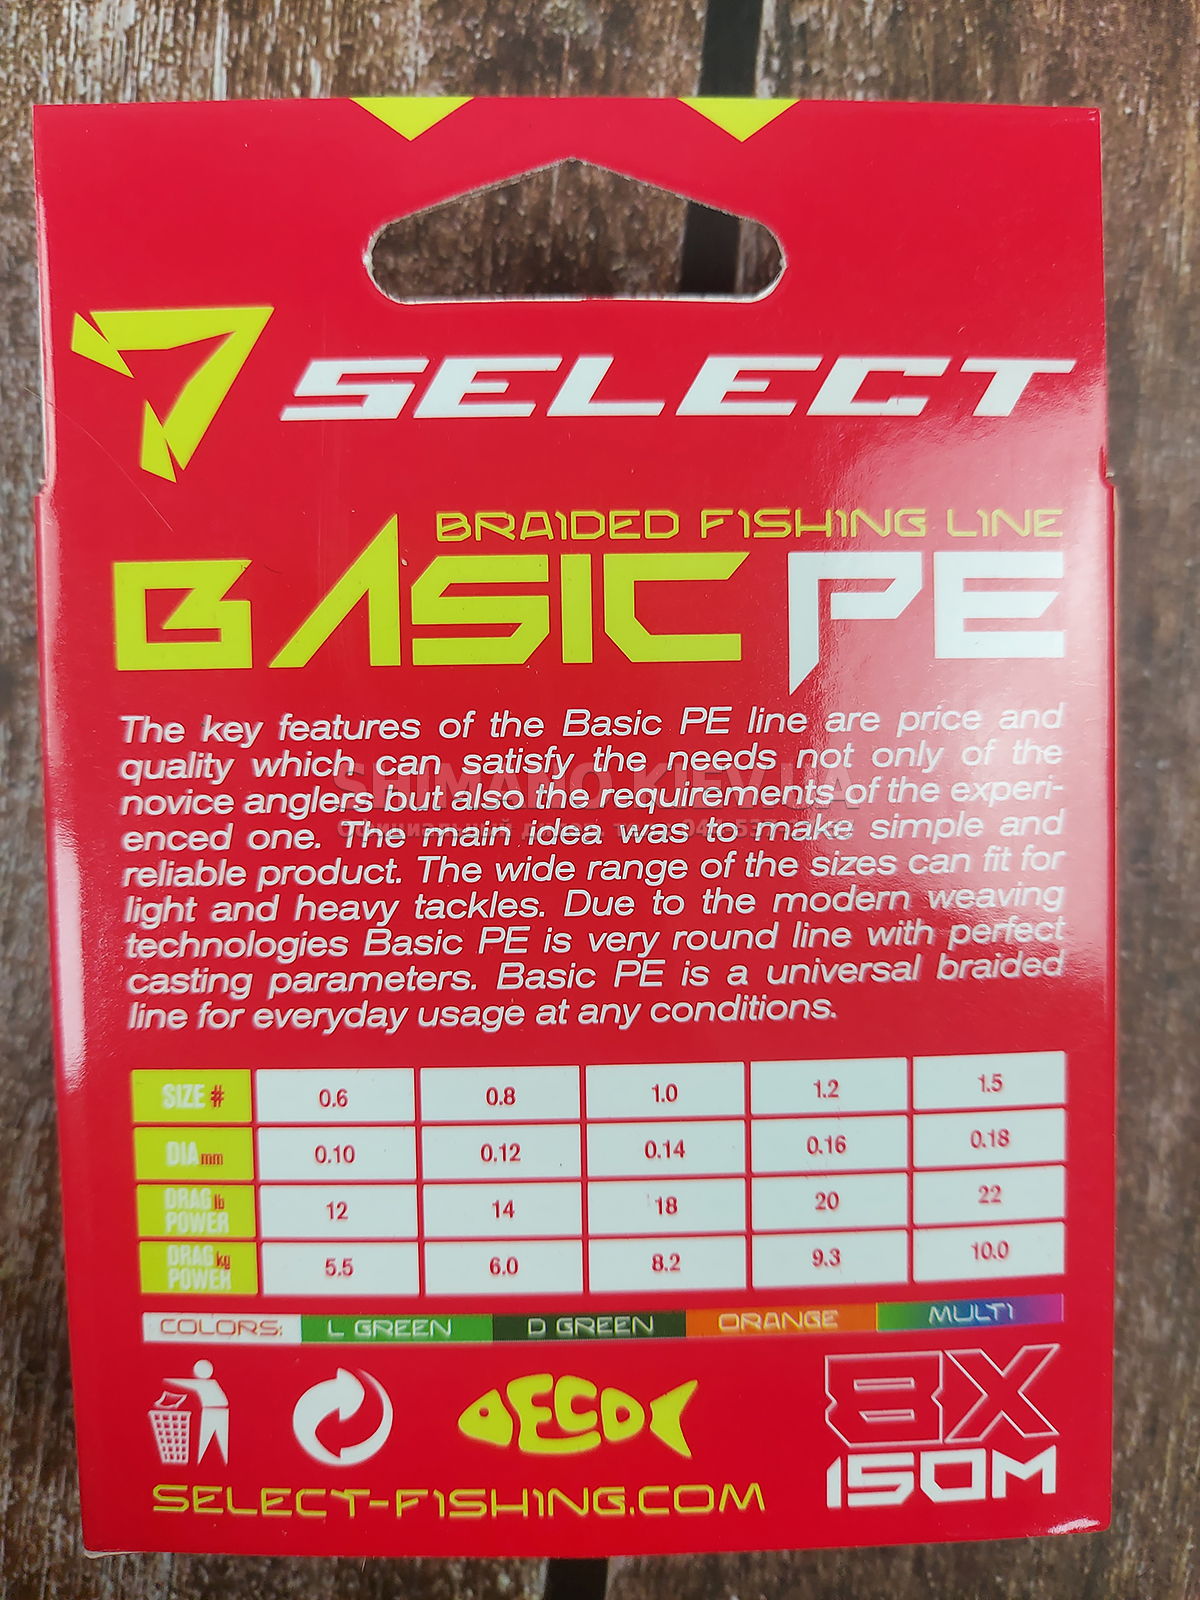 SELECT
BRAIDED FISHING LINE
BASIC PE
The key features of the Basic PE line are price and
quality which can satisfy the needs not only of the
novice anglers but also the requirements of the experi-
enced one. The main idea was to make simple and
reliable product. The wide range of the sizes can fit for
light and heavy tackles. Due to the modern weaving
technologies Basic PE is very round line with perfect
casting parameters. Basic PE is a universal braided
line for everyday usage at any conditions.
SHIMANO.KIEV.UA
Официальный
SIZE # 0.6 0.8 1.0 1.2 1.5
DIA mm 0.10 0.12 0.14 0.16 0.18
DRAG lb POWER 12 14 18 20 22
DRAG kg POWER 5.5 6.0 8.2 9.3 10.0
COLORS: L GREEN D GREEN ORANGE MULTI
ECO
8X
150M
SELECT-FISHING.COM